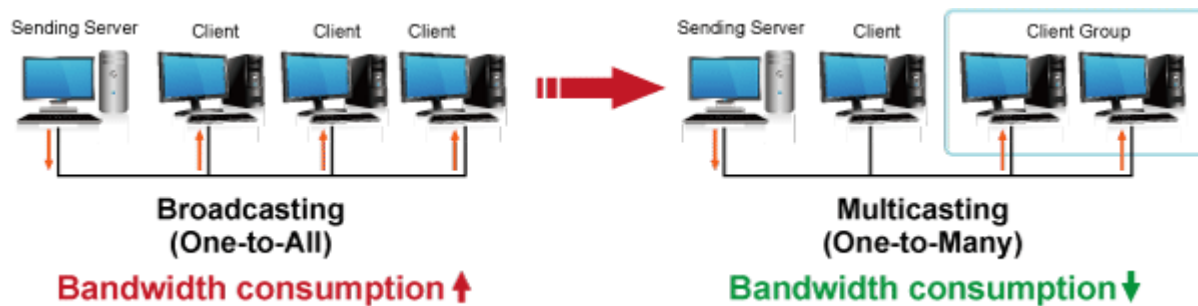 Sending Server
Client
Client
Client
Broadcasting
(One-to-All)
Bandwidth consumption
Sending Server
Client
Client Group
Multicasting
(One-to-Many)
Bandwidth consumption